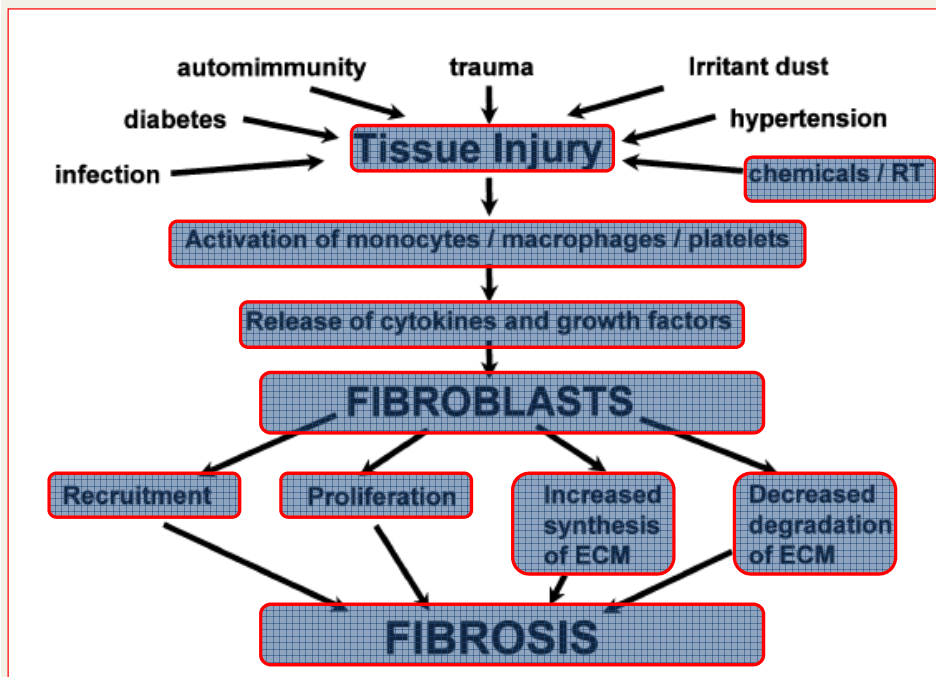 automimmunity trauma Irritant dust
diabetes hypertension
infection chemicals / RT
Tissue Injury
Activation of monocytes / macrophages / platelets
Release of cytokines and growth factors
FIBROBLASTS
Recruitment
Proliferation
Increased
synthesis
of ECM
Decreased
degradation
of ECM
FIBROSIS